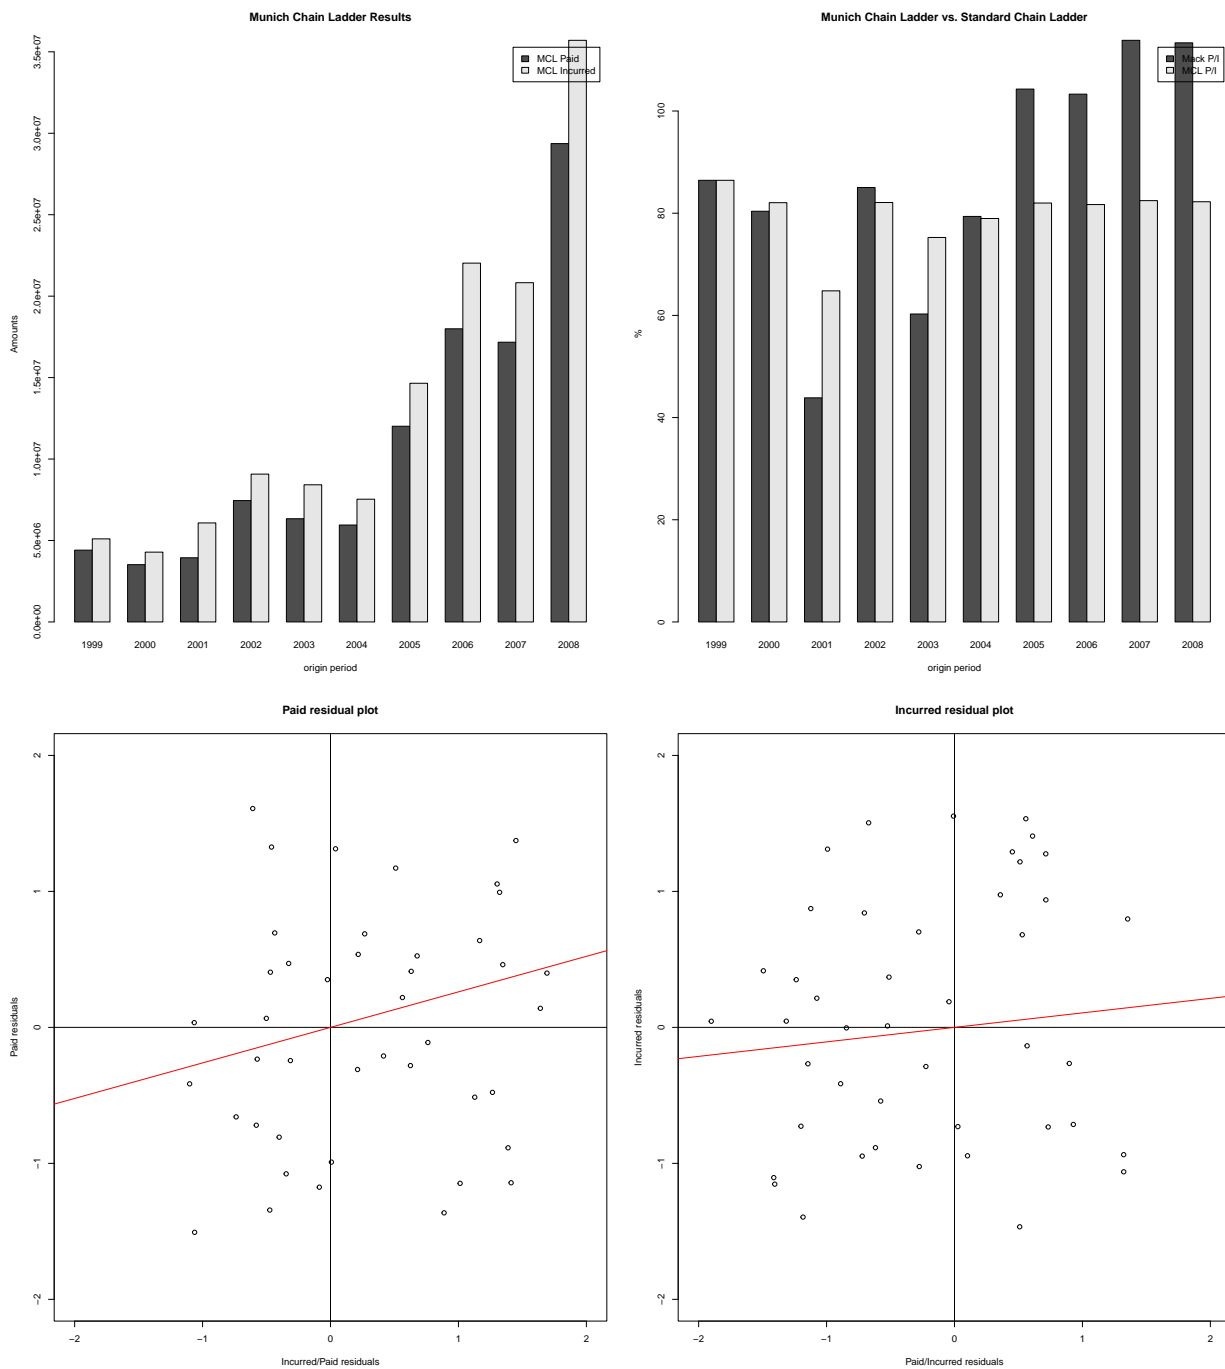 Munich Chain Ladder Results
MCL Paid
MCL Incurred
Amounts
0.0e+00
5.0e+06
1.0e+07
1.5e+07
2.0e+07
2.5e+07
3.0e+07
3.5e+07
1999 2000 2001 2002 2003 2004 2005 2006 2007 2008
origin period
Munich Chain Ladder vs. Standard Chain Ladder
Mack P/I
MCL P/I
%
0
20
40
60
80
100
1999 2000 2001 2002 2003 2004 2005 2006 2007 2008
origin period
Paid residual plot
Paid residuals
−2
−1
0
1
2
−2 −1 0 1 2
Incurred/Paid residuals
Incurred residual plot
Incurred residuals
−2
−1
0
1
2
−2 −1 0 1 2
Paid/Incurred residuals